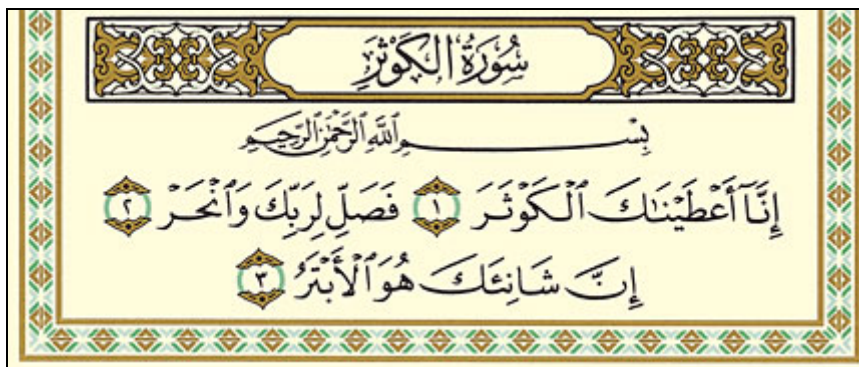 سُورَةُ الكَوْثَرِ
بِسْمِ ٱللَّهِ ٱلرَّحْمَٰنِ ٱلرَّحِيمِ
إِنَّآ أَعْطَيْنَٰكَ ٱلْكَوْثَرَ ١ فَصَلِّ لِرَبِّكَ وَٱنْحَرْ ٢
إِنَّ شَانِئَكَ هُوَ ٱلْأَبْتَرُ ٣